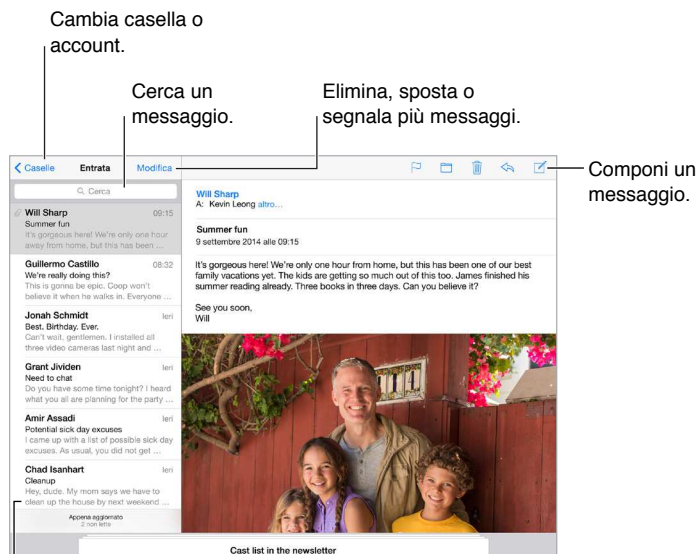 Cambia casella o
account.
Cerca un
messaggio.
Elimina, sposta o
segnala più messaggi.
Componi un
messaggio.
Caselle Entrata Modifica
Cerca
Will Sharp 09:15
Summer fun
It's gorgeous here! We're only one hour
away from home, but this has been ...
Guillermo Castillo 08:32
We're really doing this?
This is gonna be epic. Coop won't
believe it when he walks in. Everyone ...
Jonah Schmidt Ieri
Best. Birthday. Ever.
Can't wait, gentlemen. I installed all
three video cameras last night and ...
Grant Jividen Ieri
Need to chat
Do you have some time tonight? I heard
what you all are planning for the party ...
Amir Assadi Ieri
Potential sick day excuses
I came up with a list of possible sick day
excuses. As usual, you did not get ...
Chad Isanhart Ieri
Cleanup
Hey, dude. My mom says we have to
clean up the house by next weekend ...
Appena aggiornato
2 non lette
Will Sharp
A: Kevin Leong altro...
Summer fun
9 settembre 2014 alle 09:15
It's gorgeous here! We're only one hour from home, but this has been one of our best
family vacations yet. The kids are getting so much out of this too. James finished his
summer reading already. Three books in three days. Can you believe it?
See you soon,
Will
Cast list in the newsletter